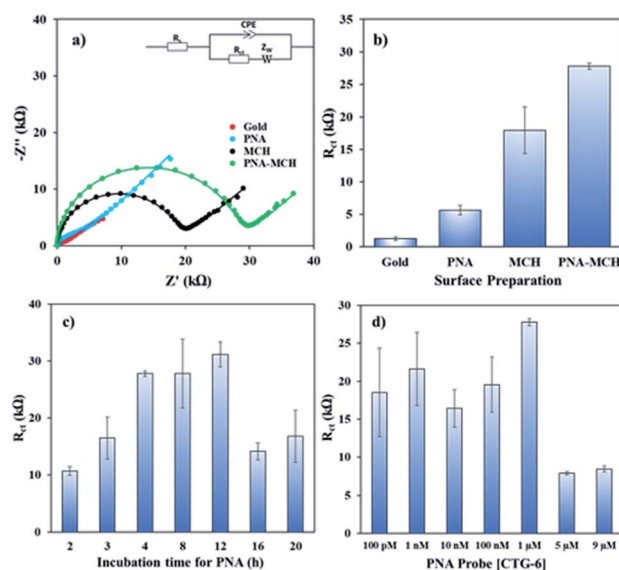 a)
CPE
Rs
Rct
Zw
W
-Z'' (kΩ)
40
30
20
10
0
Gold
PNA
MCH
PNA-MCH
0 10 20 30 40
Z' (kΩ)
b)
Rct (kΩ)
35
30
25
20
15
10
5
0
Gold PNA MCH PNA-MCH
Surface Preparation
c)
Rct (kΩ)
40
30
20
10
0
2 3 4 8 12 16 20
Incubation time for PNA (h)
d)
Rct (kΩ)
30
25
20
15
10
5
0
100 pM 1 nM 10 nM 100 nM 1 µM 5 µM 9 µM
PNA Probe [CTG-6]